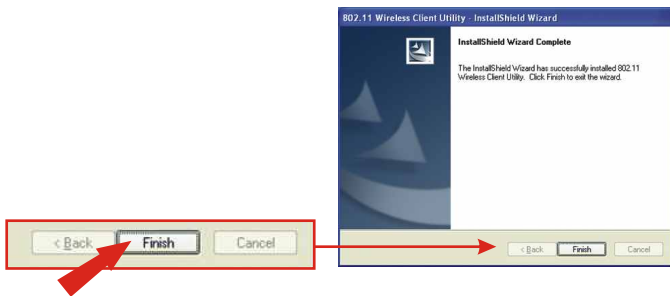 802.11 Wireless Client Utility - InstallShield Wizard
InstallShield Wizard Complete
The InstallShield Wizard has successfully installed 802.11
Wireless Client Utility. Click Finish to exit the wizard.
< Back Finish Cancel
< Back Finish Cancel